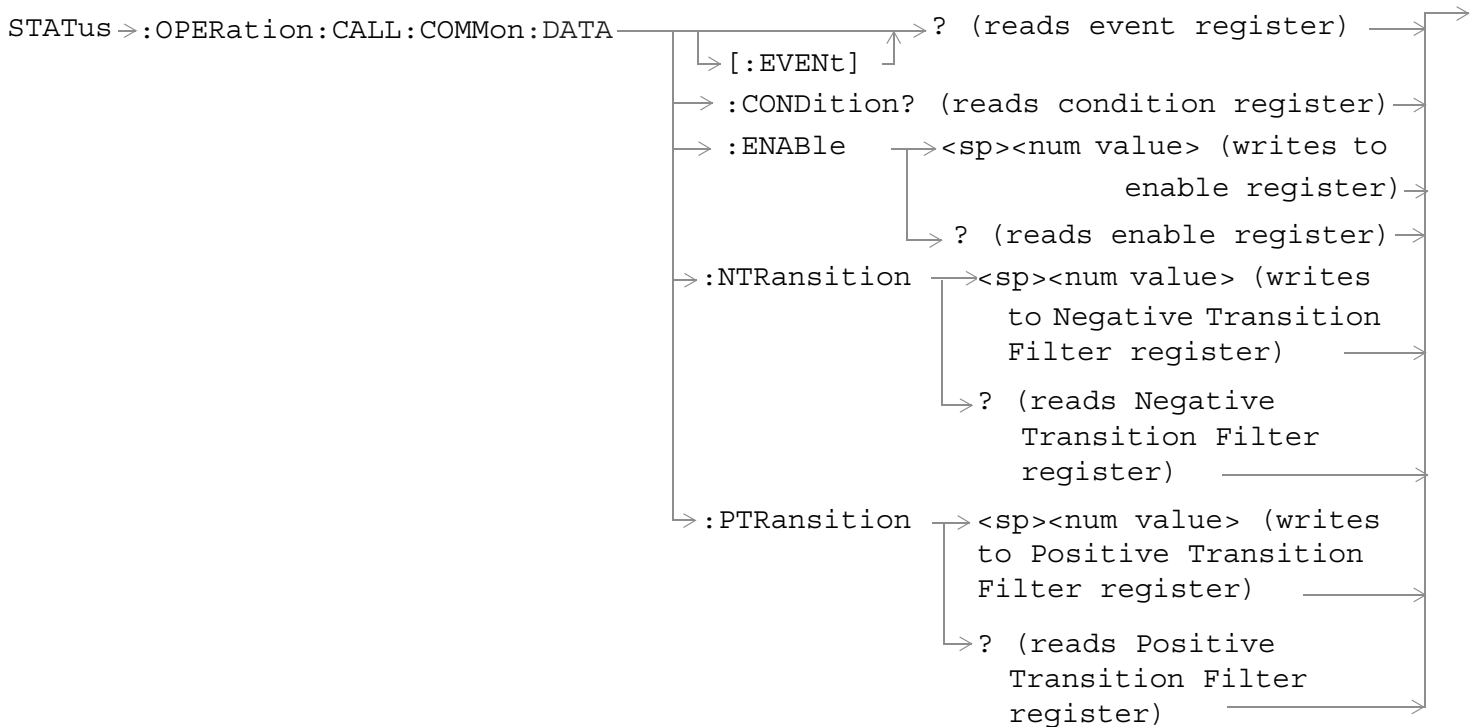 STATus :OPERation:CALL:COMMon:DATA ? (reads event register)
[:EVENt]
:CONDition? (reads condition register)
:ENABle <sp><num value> (writes to
enable register)
? (reads enable register)
:NTRansition <sp><num value> (writes
to Negative Transition
Filter register)
? (reads Negative
Transition Filter
register)
:PTRansition <sp><num value> (writes
to Positive Transition
Filter register)
? (reads Positive
Transition Filter
register)